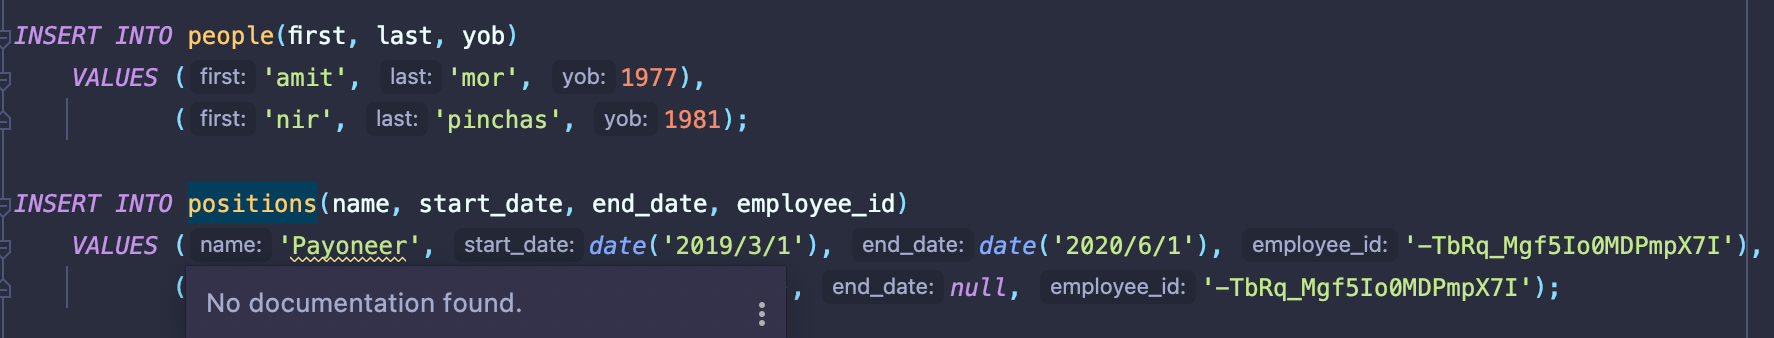 INSERT INTO people(first, last, yob)
VALUES ( first: 'amit', last: 'mor', yob: 1977),
( first: 'nir', last: 'pinchas', yob: 1981);
INSERT INTO positions(name, start_date, end_date, employee_id)
VALUES ( name: 'Payoneer', start_date: date('2019/3/1'), end_date: date('2020/6/1'), employee_id: '-TbRq_Mgf5Io0MDPmpX7I'),
( , end_date: null, employee_id: '-TbRq_Mgf5Io0MDPmpX7I');
No documentation found.